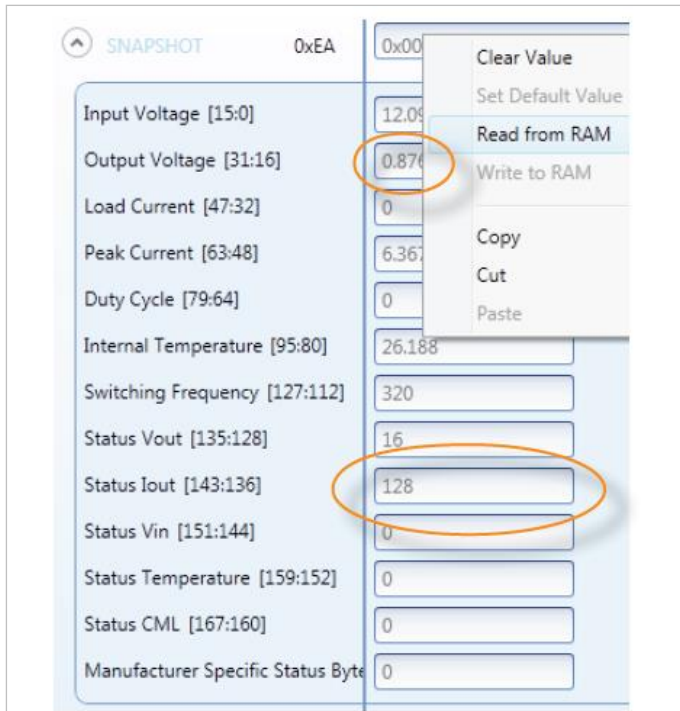 SNAPSHOT 0xEA 0x00
Clear Value
Set Default Value
Read from RAM
Write to RAM
Copy
Cut
Paste
Input Voltage [15:0] 12.09
Output Voltage [31:16] 0.876
Load Current [47:32] 0
Peak Current [63:48] 6.367
Duty Cycle [79:64] 0
Internal Temperature [95:80] 26.188
Switching Frequency [127:112] 320
Status Vout [135:128] 16
Status Iout [143:136] 128
Status Vin [151:144] 0
Status Temperature [159:152] 0
Status CML [167:160] 0
Manufacturer Specific Status Byte 0